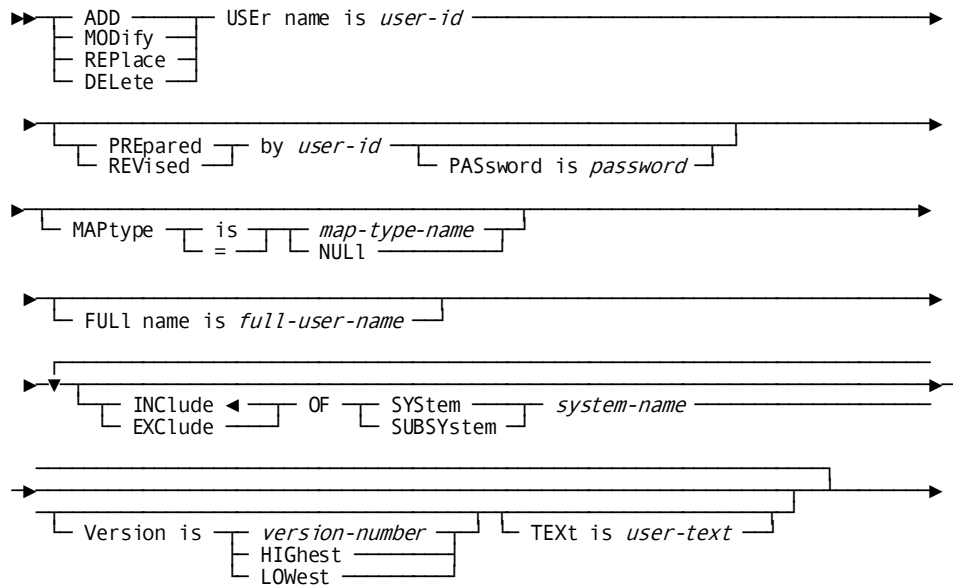 ADD USEr name is user-id
MODify
REPlace
DELete
PREpared by user-id
REVised PASsword is password
MAPtype is map-type-name
= NULl
FULl name is full-user-name
INClude OF SYStem system-name
EXClude SUBSYstem
Version is version-number TEXt is user-text
HIGhest
LOWest